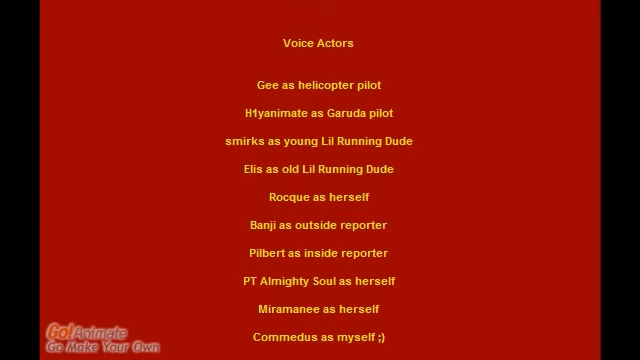 Voice Actors
Gee as helicopter pilot
H1yanimate as Garuda pilot
smirks as young Lil Running Dude
Elis as old Lil Running Dude
Rocque as herself
Banji as outside reporter
Pilbert as inside reporter
PT Almighty Soul as herself
Miramanee as herself
Commedus as myself ;)
Go!Animate
Go Make Your Own